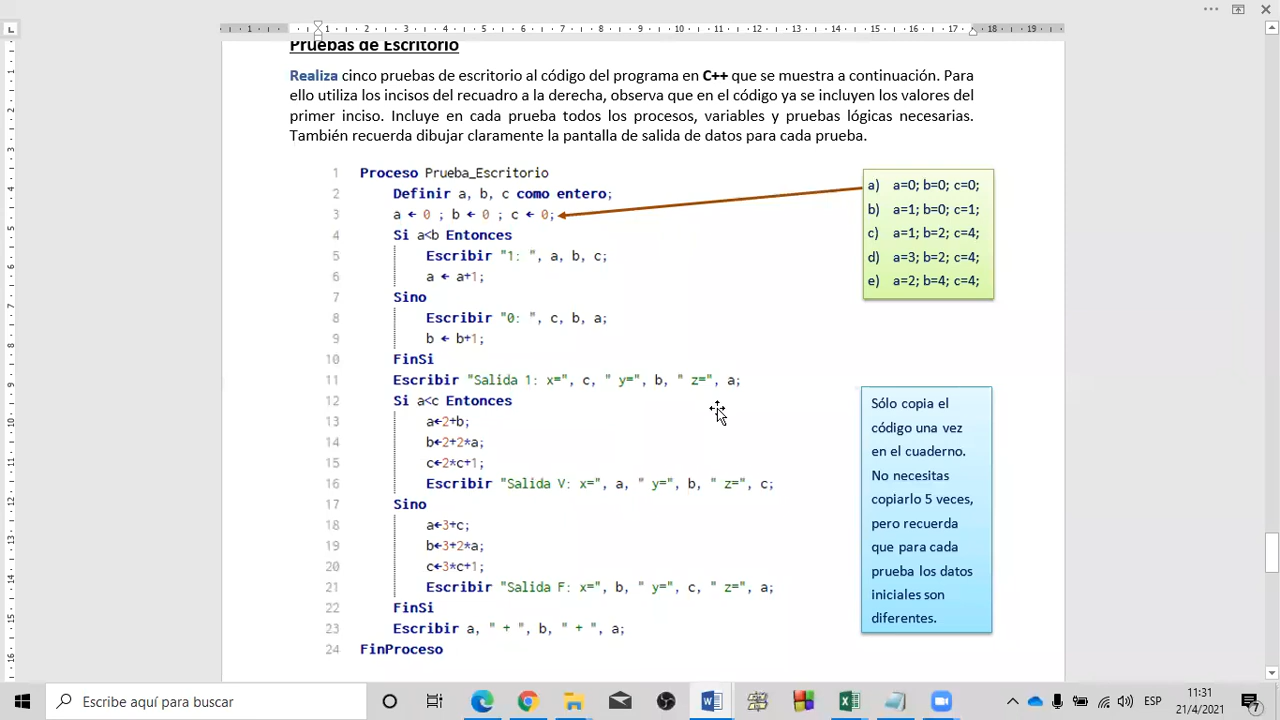 Pruebas de Escritorio
Realiza cinco pruebas de escritorio al código del programa en C++ que se muestra a continuación. Para
ello utiliza los incisos del recuadro a la derecha, observa que en el código ya se incluyen los valores del
primer inciso. Incluye en cada prueba todos los procesos, variables y pruebas lógicas necesarias.
También recuerda dibujar claramente la pantalla de salida de datos para cada prueba.
1 Proceso Prueba_Escritorio
2 Definir a, b, c como entero;
3 a ← 0 ; b ← 0 ; c ← 0;
4 Si a<b Entonces
5 Escribir "1: ", a, b, c;
6 a ← a+1;
7 Sino
8 Escribir "0: ", c, b, a;
9 b ← b+1;
10 FinSi
11 Escribir "Salida 1: x=", c, " y=", b, " z=", a;
12 Si a<c Entonces
13 a←2+b;
14 b←2+2*a;
15 c←2*c+1;
16 Escribir "Salida V: x=", a, " y=", b, " z=", c;
17 Sino
18 a←3+c;
19 b←3+2*a;
20 c←3*c+1;
21 Escribir "Salida F: x=", b, " y=", c, " z=", a;
22 FinSi
23 Escribir a, " + ", b, " + ", a;
24 FinProceso
a) a=0; b=0; c=0;
b) a=1; b=0; c=1;
c) a=1; b=2; c=4;
d) a=3; b=2; c=4;
e) a=2; b=4; c=4;
Sólo copia el
código una vez
en el cuaderno.
No necesitas
copiarlo 5 veces,
pero recuerda
que para cada
prueba los datos
iniciales son
diferentes.
Escribe aquí para buscar
ESP
11:31
21/4/2021